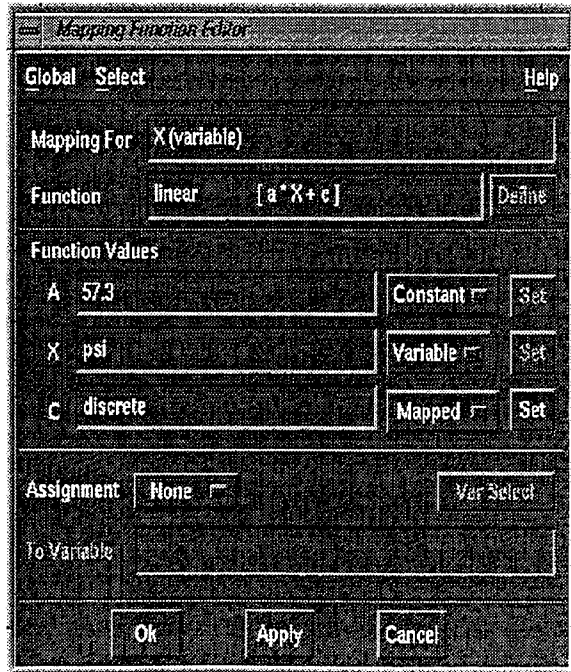 Mapping Function Editor
Global Select Help
Mapping For X (variable)
Function linear [ a * X + c ] Define
Function Values
A 57.3 Constant Set
X psi Variable Set
C discrete Mapped Set
Assignment None Var Select
To Variable
Ok Apply Cancel